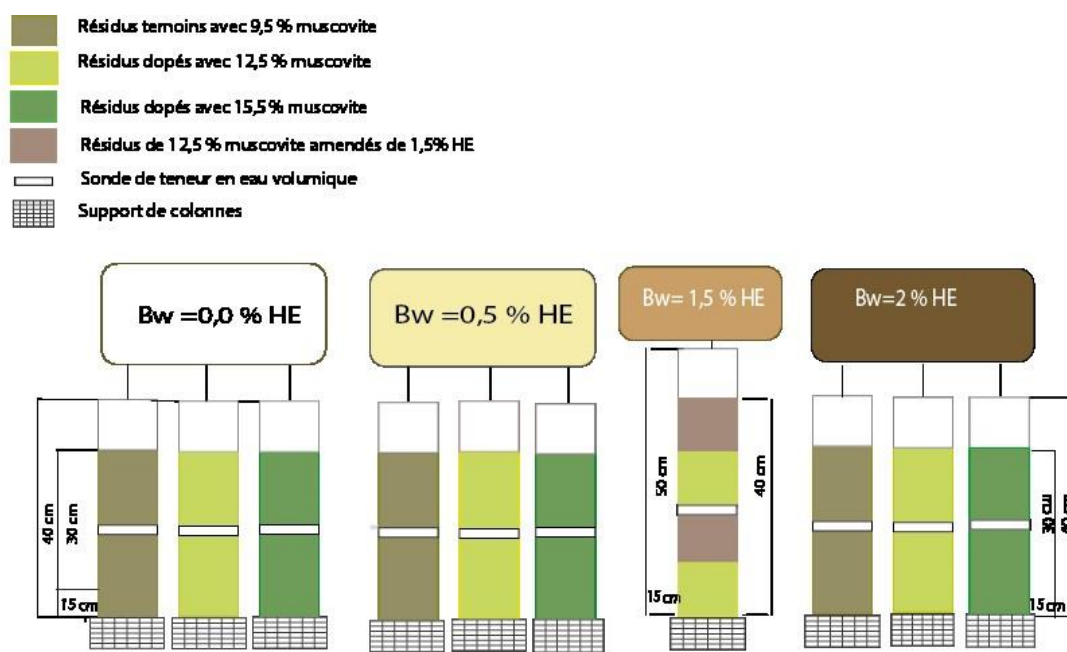 Résidus temoins avec 9,5 % muscovite
Résidus dopés avec 12,5 % muscovite
Résidus dopés avec 15,5 % muscovite
Résidus de 12,5 % muscovite amendés de 1,5% HE
Sonde de teneur en eau volumique
Support de colonnes
Bw =0,0 % HE
Bw =0,5 % HE
Bw= 1,5 % HE
Bw=2 % HE
40 cm
30 cm
15 cm
50 cm
40 cm
15 cm
30 cm
40 cm
15 cm